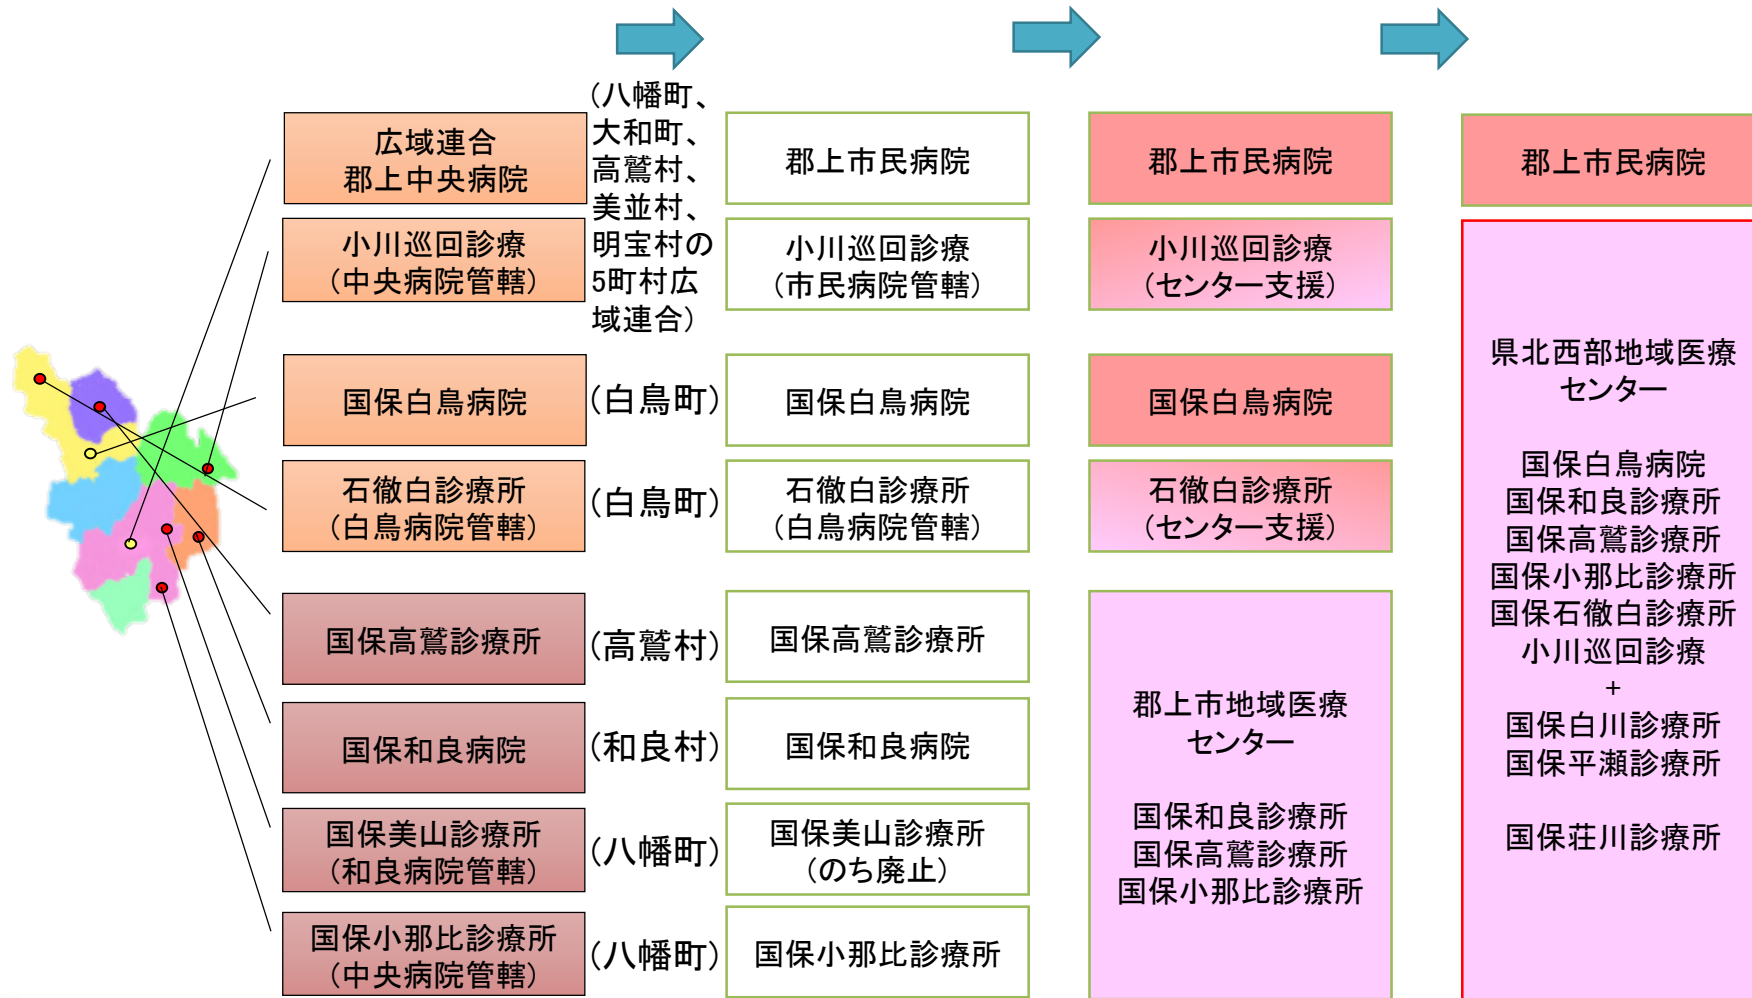 広域連合
郡上中央病院
(八幡町、
大和町、
高鷲村、
美並村、
明宝村の
5町村広
域連合)
郡上市民病院
郡上市民病院
郡上市民病院
小川巡回診療
(中央病院管轄)
小川巡回診療
(市民病院管轄)
小川巡回診療
(センター支援)
国保白鳥病院
(白鳥町)
国保白鳥病院
国保白鳥病院
石徹白診療所
(白鳥病院管轄)
(白鳥町)
石徹白診療所
(白鳥病院管轄)
石徹白診療所
(センター支援)
国保高鷲診療所
(高鷲村)
国保高鷲診療所
国保和良病院
(和良村)
国保和良病院
国保美山診療所
(和良病院管轄)
(八幡町)
国保美山診療所
(のち廃止)
国保小那比診療所
(中央病院管轄)
(八幡町)
国保小那比診療所
郡上市地域医療
センター
国保和良診療所
国保高鷲診療所
国保小那比診療所
県北西部地域医療
センター
国保白鳥病院
国保和良診療所
国保高鷲診療所
国保小那比診療所
国保石徹白診療所
小川巡回診療
+
国保白川診療所
国保平瀬診療所
国保荘川診療所